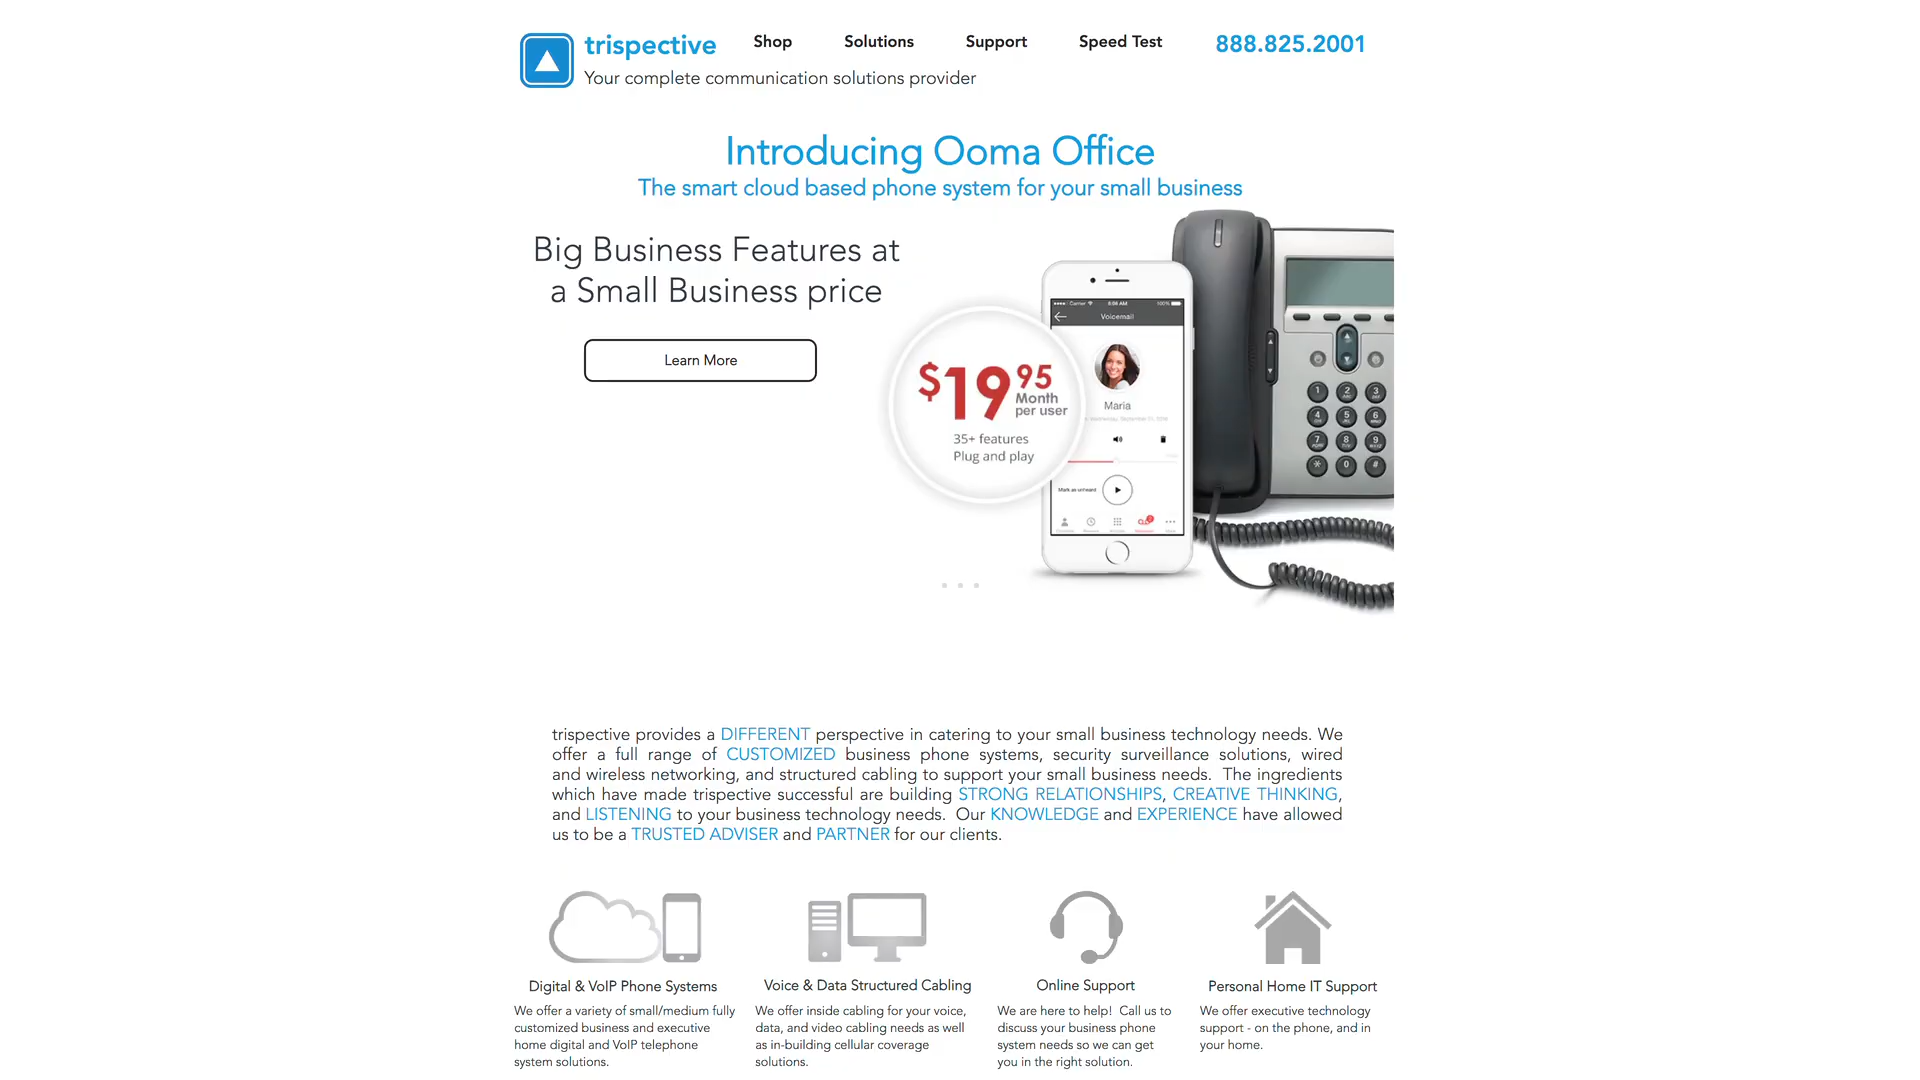 trispective
Shop
Solutions
Support
Speed Test
888.825.2001
Your complete communication solutions provider
Introducing Ooma Office
The smart cloud based phone system for your small business
Big Business Features at
a Small Business price
Learn More
$19.95
Month
per user
35+ features
Plug and play
Carrier
100%
Voicemail
Maria
Mark as unheard
trispective provides a DIFFERENT perspective in catering to your small business technology needs. We
offer a full range of CUSTOMIZED business phone systems, security surveillance solutions, wired
and wireless networking, and structured cabling to support your small business needs. The ingredients
which have made trispective successful are building STRONG RELATIONSHIPS, CREATIVE THINKING,
and LISTENING to your business technology needs. Our KNOWLEDGE and EXPERIENCE have allowed
us to be a TRUSTED ADVISER and PARTNER for our clients.
Digital & VoIP Phone Systems
We offer a variety of small/medium fully
customized business and executive
home digital and VoIP telephone
system solutions.
Voice & Data Structured Cabling
We offer inside cabling for your voice,
data, and video cabling needs as well
as in-building cellular coverage
solutions.
Online Support
We are here to help! Call us to
discuss your business phone
system needs so we can get
you in the right solution.
Personal Home IT Support
We offer executive technology
support - on the phone, and in
your home.